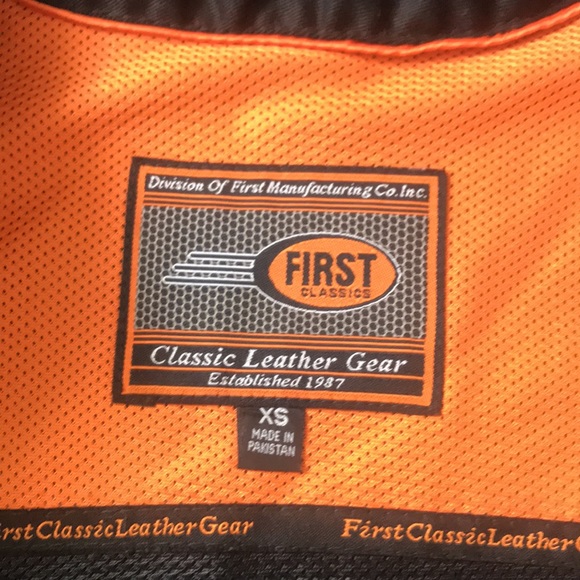 Division Of First Manufacturing Co.Inc.
FIRST
CLASSICS
Classic Leather Gear
Established 1987
XS
MADE IN
PAKISTAN
rst Classic Leather Gear
First Classic Leather G